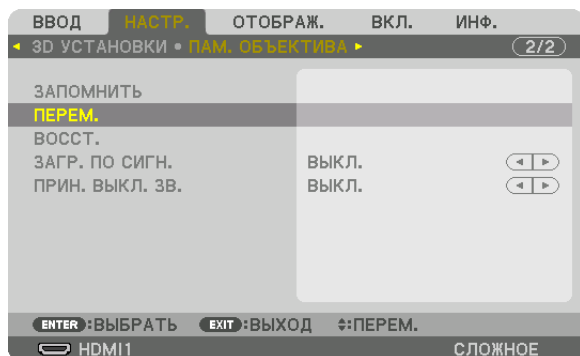 ВВОД НАСТР. ОТОБРАЖ. ВКЛ. ИНФ.
3D УСТАНОВКИ • ПАМ. ОБЪЕКТИВА 2/2
ЗАПОМНИТЬ
ПЕРЕМ.
ВОССТ.
ЗАГР. ПО СИГН. ВЫКЛ.
ПРИН. ВЫКЛ. ЗВ. ВЫКЛ.
ENTER :ВЫБРАТЬ EXIT :ВЫХОД :ПЕРЕМ.
HDMI1 СЛОЖНОЕ